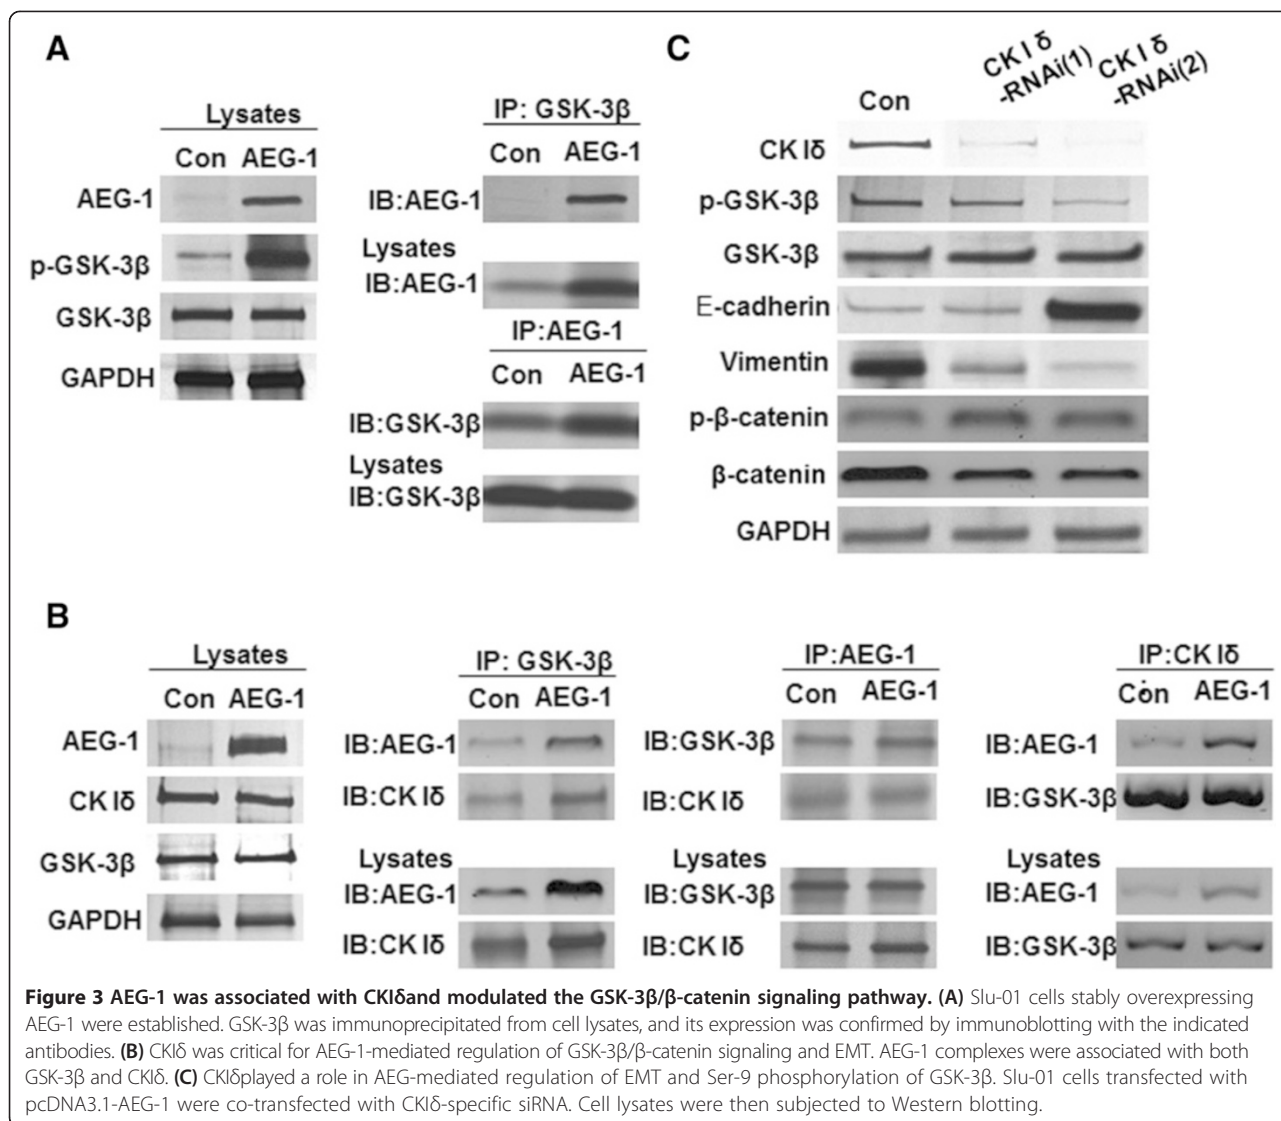 A
Lysates
Con AEG-1
AEG-1
p-GSK-3β
GSK-3β
GAPDH
IP: GSK-3β
Con AEG-1
IB:AEG-1
Lysates
IB:AEG-1
IP:AEG-1
Con AEG-1
IB:GSK-3β
Lysates
IB:GSK-3β
C
Con
CK I δ
-RNAi(1)
CK I δ
-RNAi(2)
CK Iδ
p-GSK-3β
GSK-3β
E-cadherin
Vimentin
p-β-catenin
β-catenin
GAPDH
B
Lysates
Con AEG-1
AEG-1
CK Iδ
GSK-3β
GAPDH
IP: GSK-3β
Con AEG-1
IB:AEG-1
IB:CK Iδ
Lysates
IB:AEG-1
IB:CK Iδ
IP:AEG-1
Con AEG-1
IB:GSK-3β
IB:CK Iδ
Lysates
IB:GSK-3β
IB:CK Iδ
IP:CK Iδ
Con AEG-1
IB:AEG-1
IB:GSK-3β
Lysates
IB:AEG-1
IB:GSK-3β
Figure 3 AEG-1 was associated with CKIδand modulated the GSK-3β/β-catenin signaling pathway. (A) Slu-01 cells stably overexpressing
AEG-1 were established. GSK-3β was immunoprecipitated from cell lysates, and its expression was confirmed by immunoblotting with the indicated
antibodies. (B) CKIδ was critical for AEG-1-mediated regulation of GSK-3β/β-catenin signaling and EMT. AEG-1 complexes were associated with both
GSK-3β and CKIδ. (C) CKIδplayed a role in AEG-mediated regulation of EMT and Ser-9 phosphorylation of GSK-3β. Slu-01 cells transfected with
pcDNA3.1-AEG-1 were co-transfected with CKIδ-specific siRNA. Cell lysates were then subjected to Western blotting.